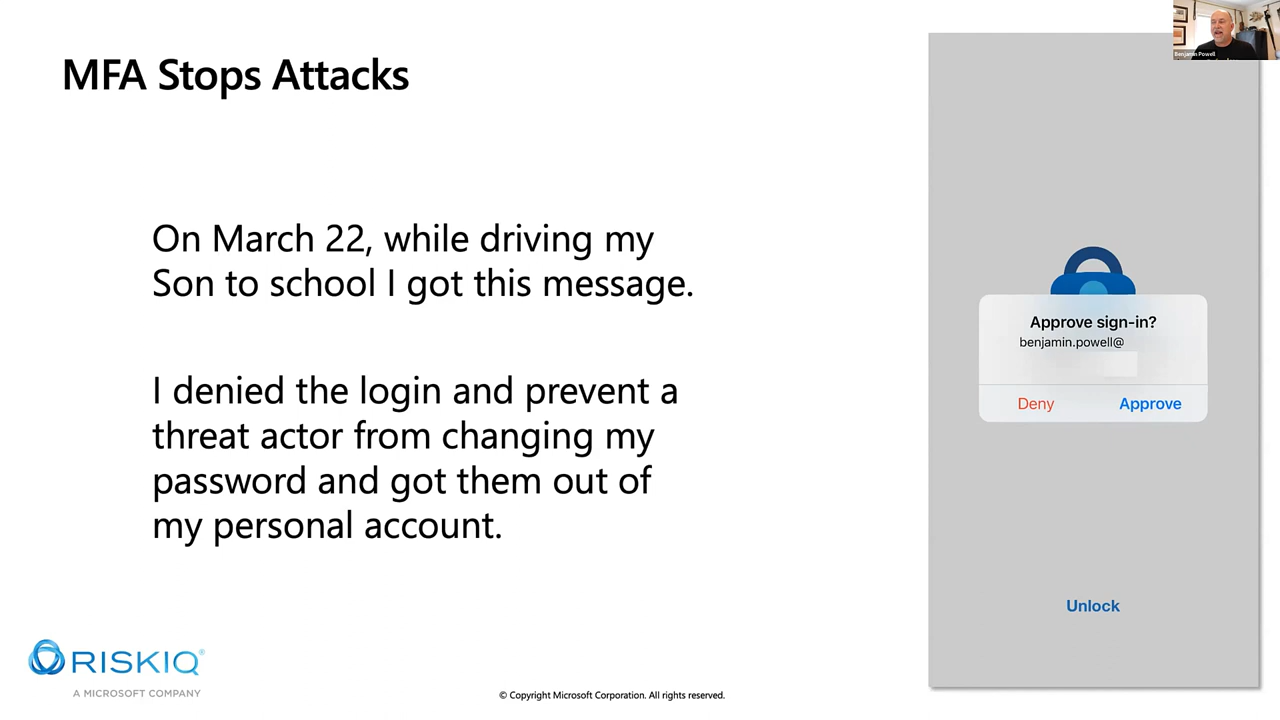 MFA Stops Attacks
Benjamin Powell
On March 22, while driving my
Son to school I got this message.
I denied the login and prevent a
threat actor from changing my
password and got them out of
my personal account.
Approve sign-in?
benjamin.powell@
Deny
Approve
Unlock
RISKIQ®
A MICROSOFT COMPANY
© Copyright Microsoft Corporation. All rights reserved.